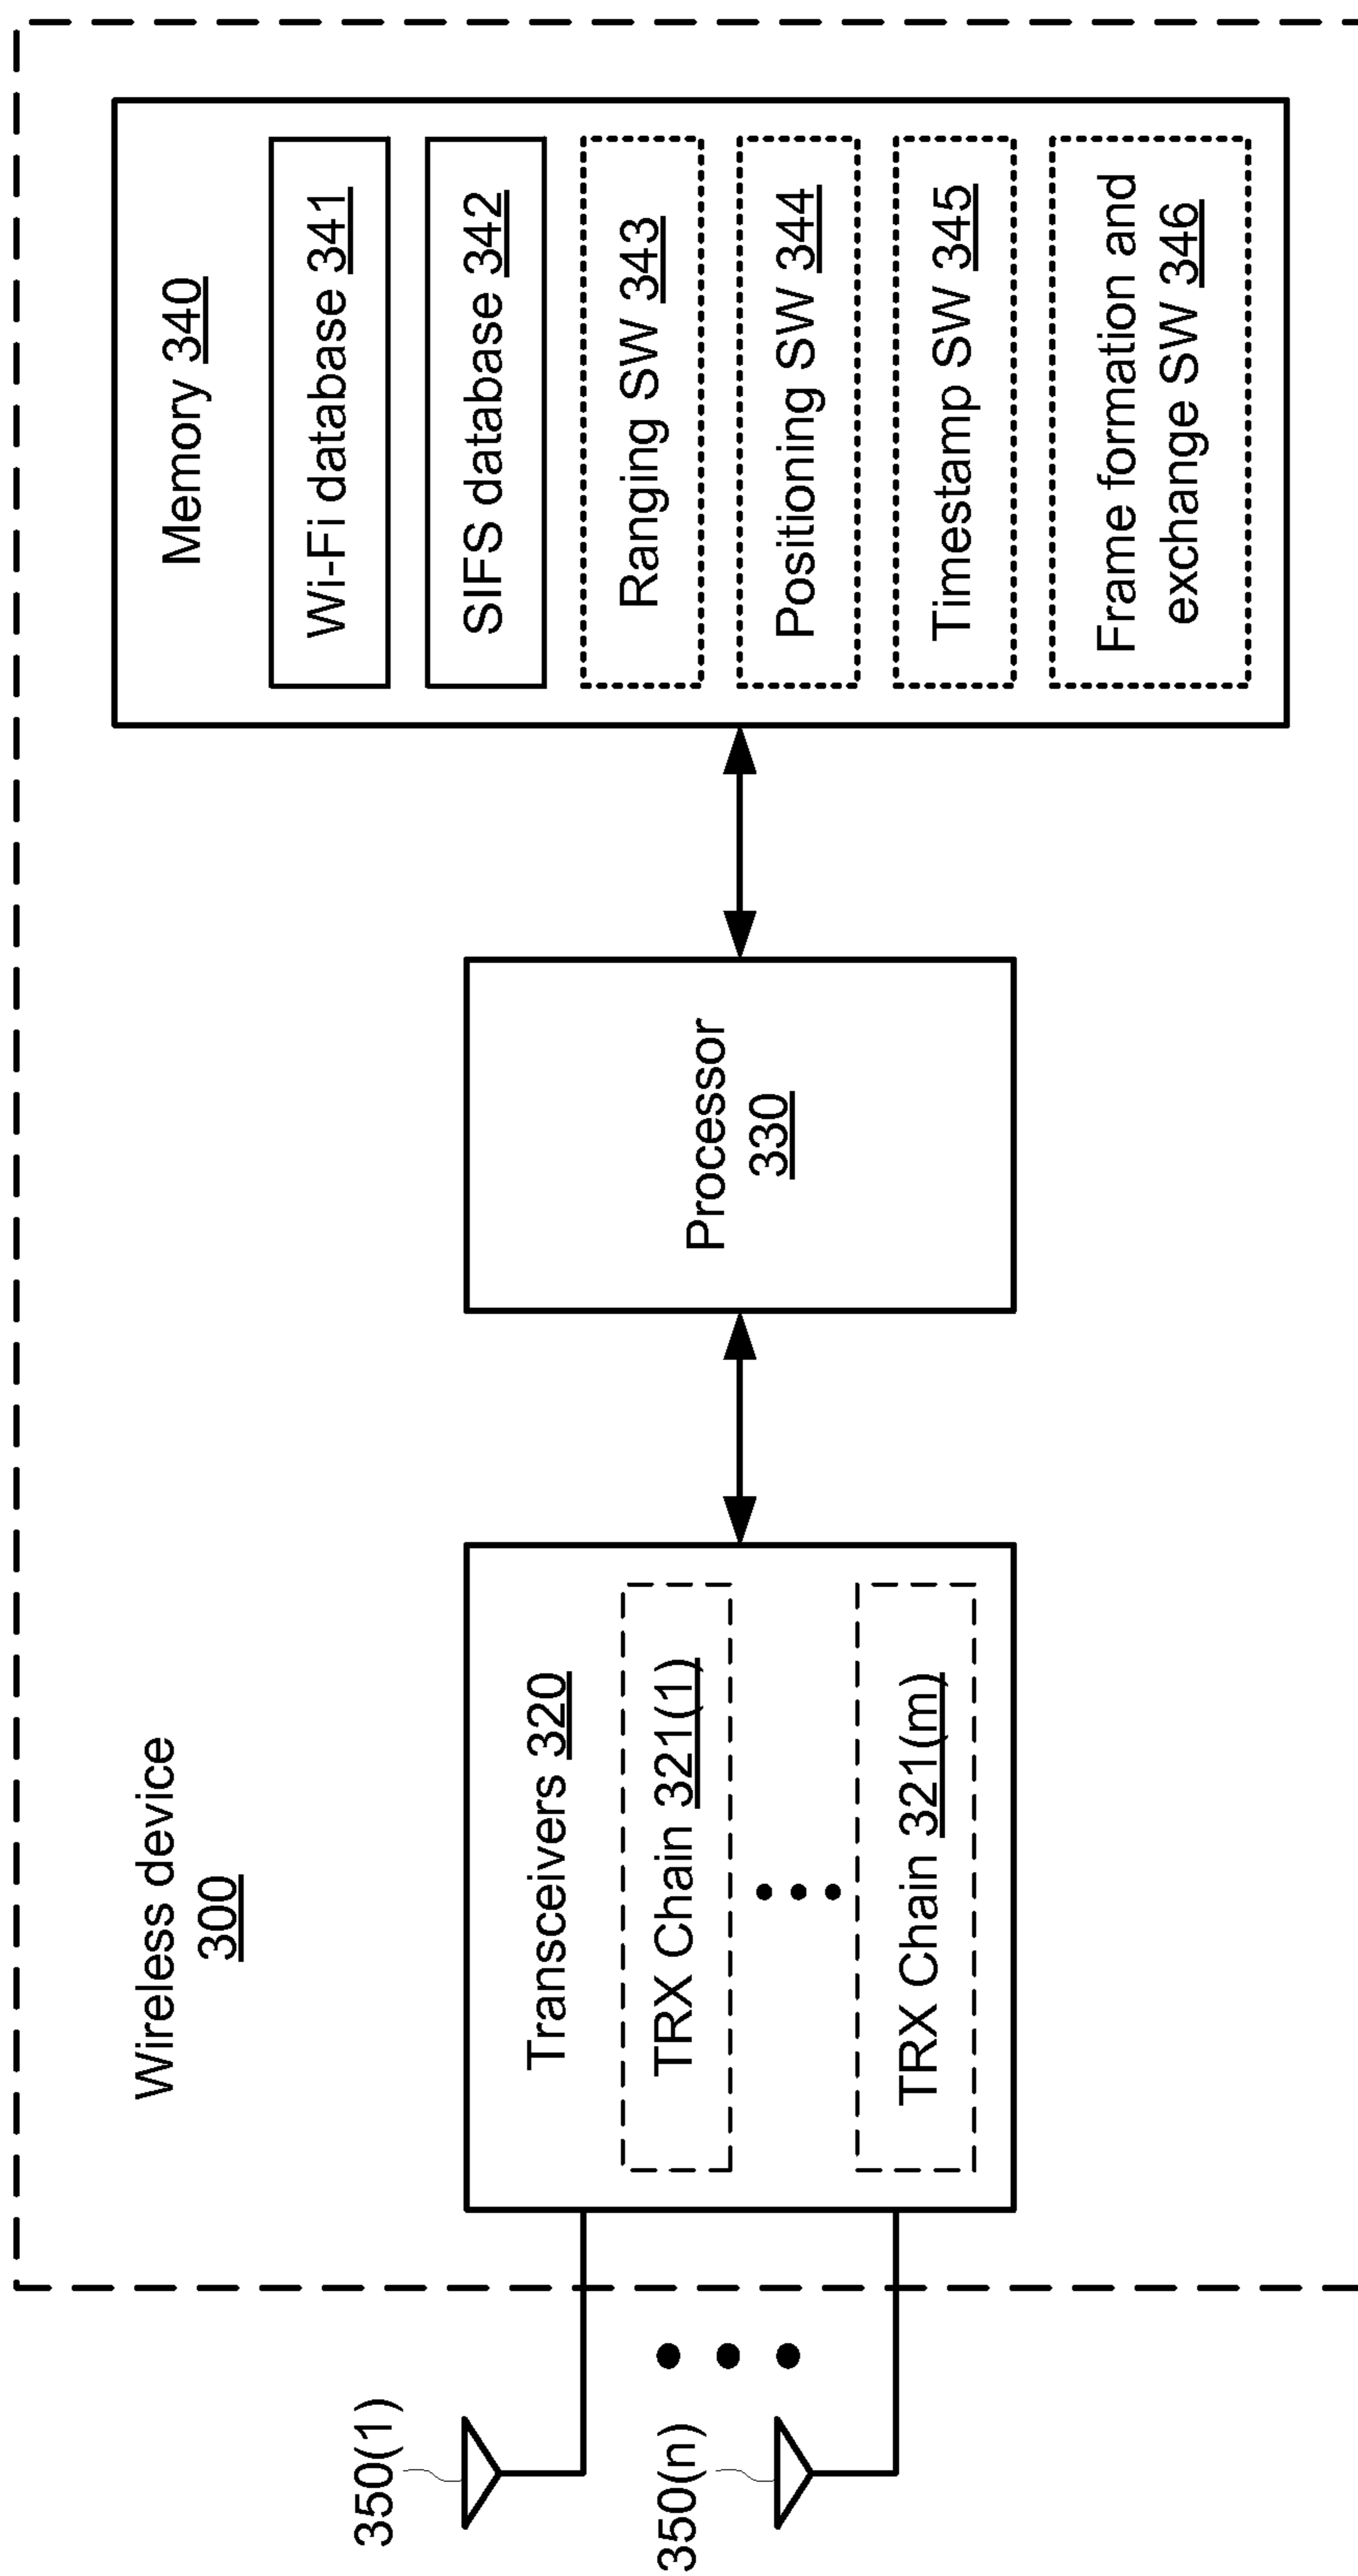 Wireless device
300
350(1)
350(n)
Transceivers 320
TRX Chain 321(1)
TRX Chain 321(m)
Processor
330
Memory 340
Wi-Fi database 341
SIFS database 342
Ranging SW 343
Positioning SW 344
Timestamp SW 345
Frame formation and
exchange SW 346